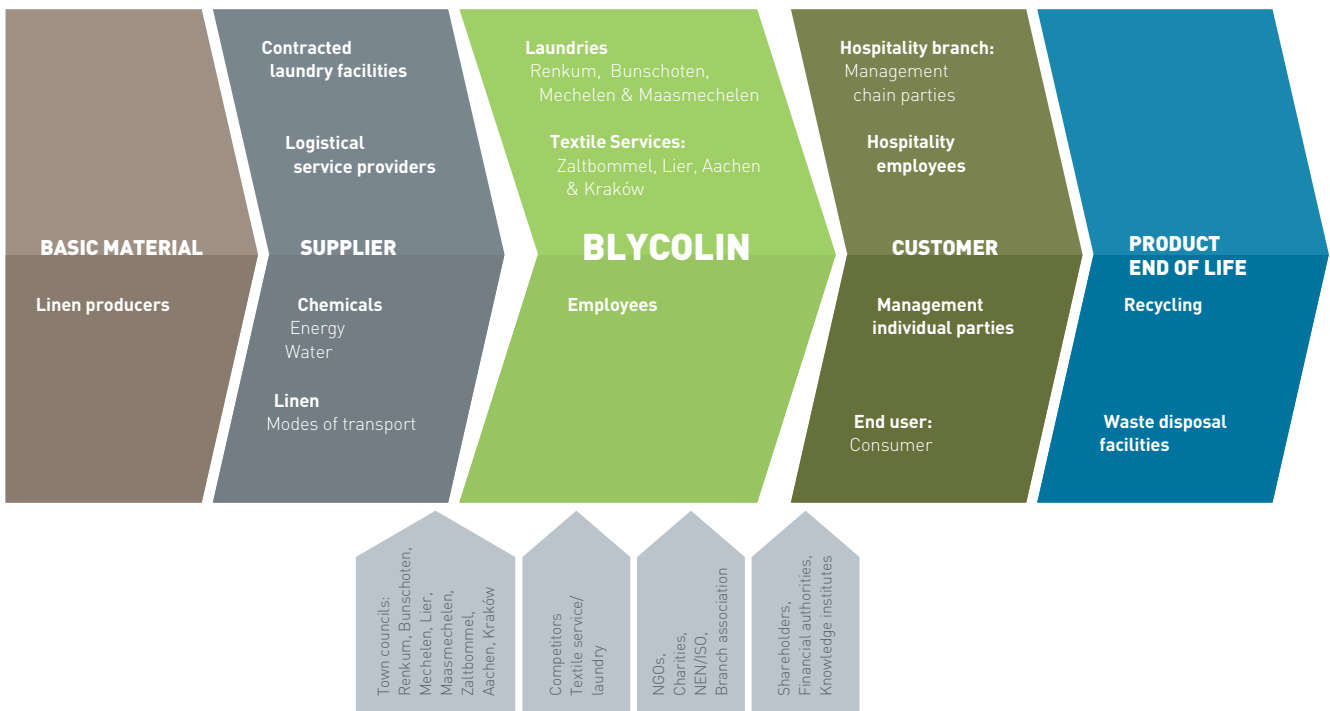 BASIC MATERIAL
Linen producers
Contracted
laundry facilities
Logistical
service providers
SUPPLIER
Chemicals
Energy
Water
Linen
Modes of transport
Laundries
Renkum, Bunschoten,
Mechelen & Maasmechelen
Textile Services:
Zaltbommel, Lier, Aachen
& Kraków
BLYCOLIN
Employees
Hospitality branch:
Management
chain parties
Hospitality
employees
CUSTOMER
Management
individual parties
End user:
Consumer
PRODUCT
END OF LIFE
Recycling
Waste disposal
facilities
Town councils:
Renkum, Bunschoten,
Mechelen, Lier,
Maasmechelen,
Zaltbommel,
Aachen, Kraków
Competitors
Textile service/
laundry
NGOs,
Charities,
NEN/ISO,
Branch association
Shareholders,
Financial authorities,
Knowledge institutes